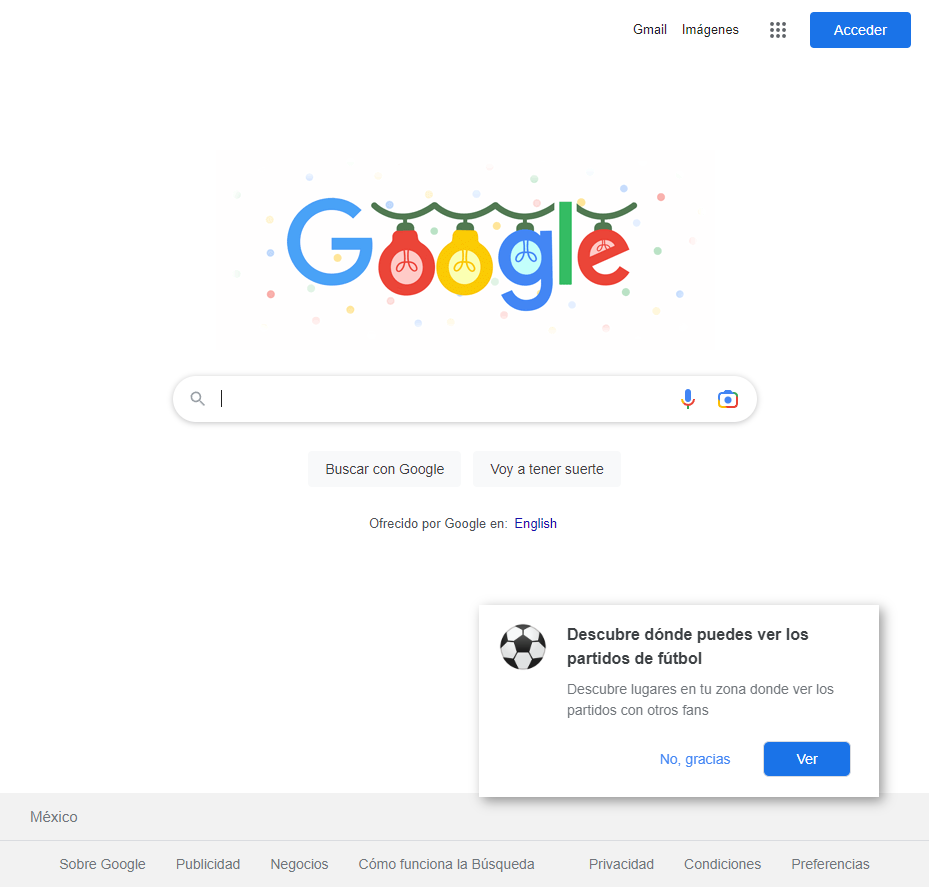 Gmail Imágenes Acceder
Google
Buscar con Google Voy a tener suerte
Ofrecido por Google en: English
Descubre dónde puedes ver los
partidos de fútbol
Descubre lugares en tu zona donde ver los
partidos con otros fans
No, gracias Ver
México
Sobre Google Publicidad Negocios Cómo funciona la Búsqueda Privacidad Condiciones Preferencias